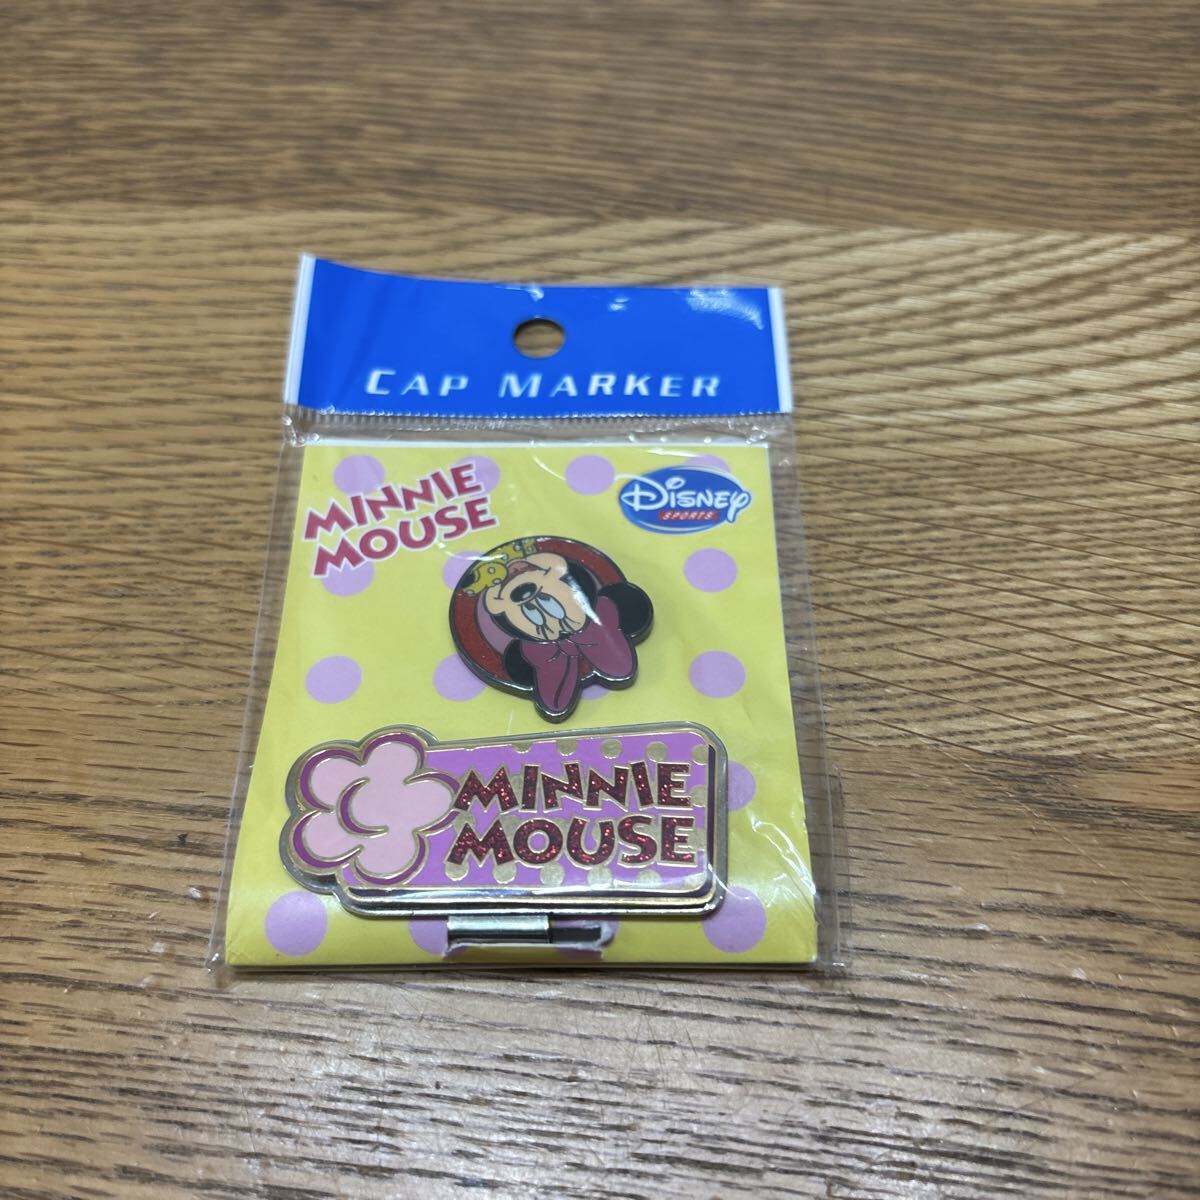 CAP MARKER
MINNIE
MOUSE
DISNEY
SPORTS
MINNIE
MOUSE